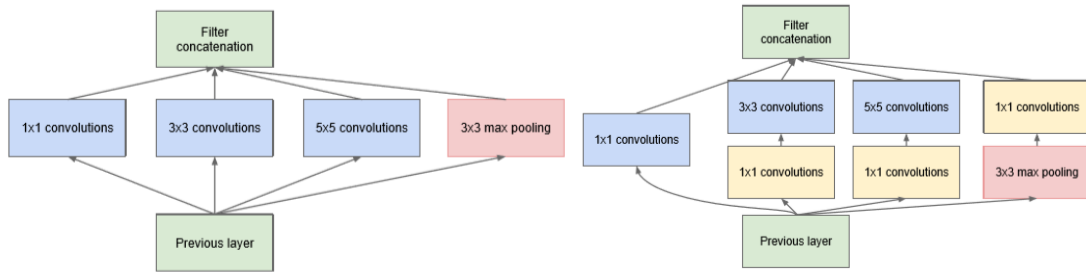 Filter
concatenation
1x1 convolutions
3x3 convolutions
5x5 convolutions
3x3 max pooling
Previous layer
Filter
concatenation
3x3 convolutions
5x5 convolutions
1x1 convolutions
1x1 convolutions
1x1 convolutions
1x1 convolutions
3x3 max pooling
Previous layer